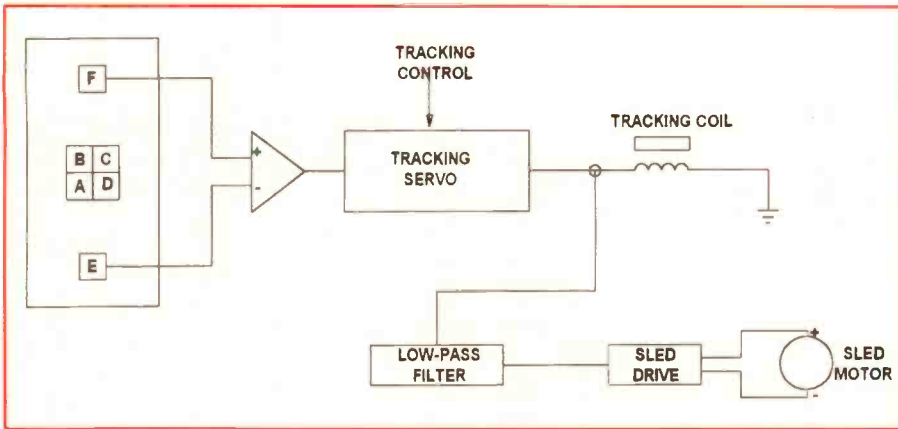 F
B C
A D
E
+
-
TRACKING
CONTROL
TRACKING
SERVO
TRACKING COIL
LOW-PASS
FILTER
SLED
DRIVE
+
-
SLED
MOTOR